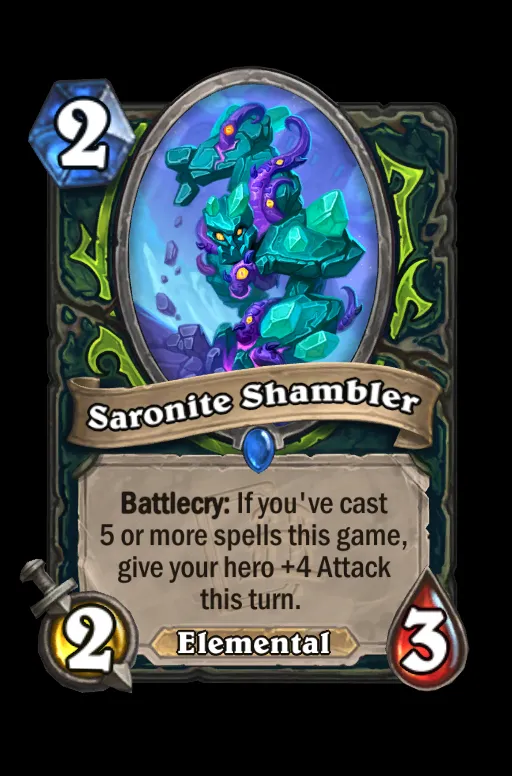 2
Saronite Shambler
Battlecry: If you've cast
5 or more spells this game,
give your hero +4 Attack
this turn.
2
Elemental
3